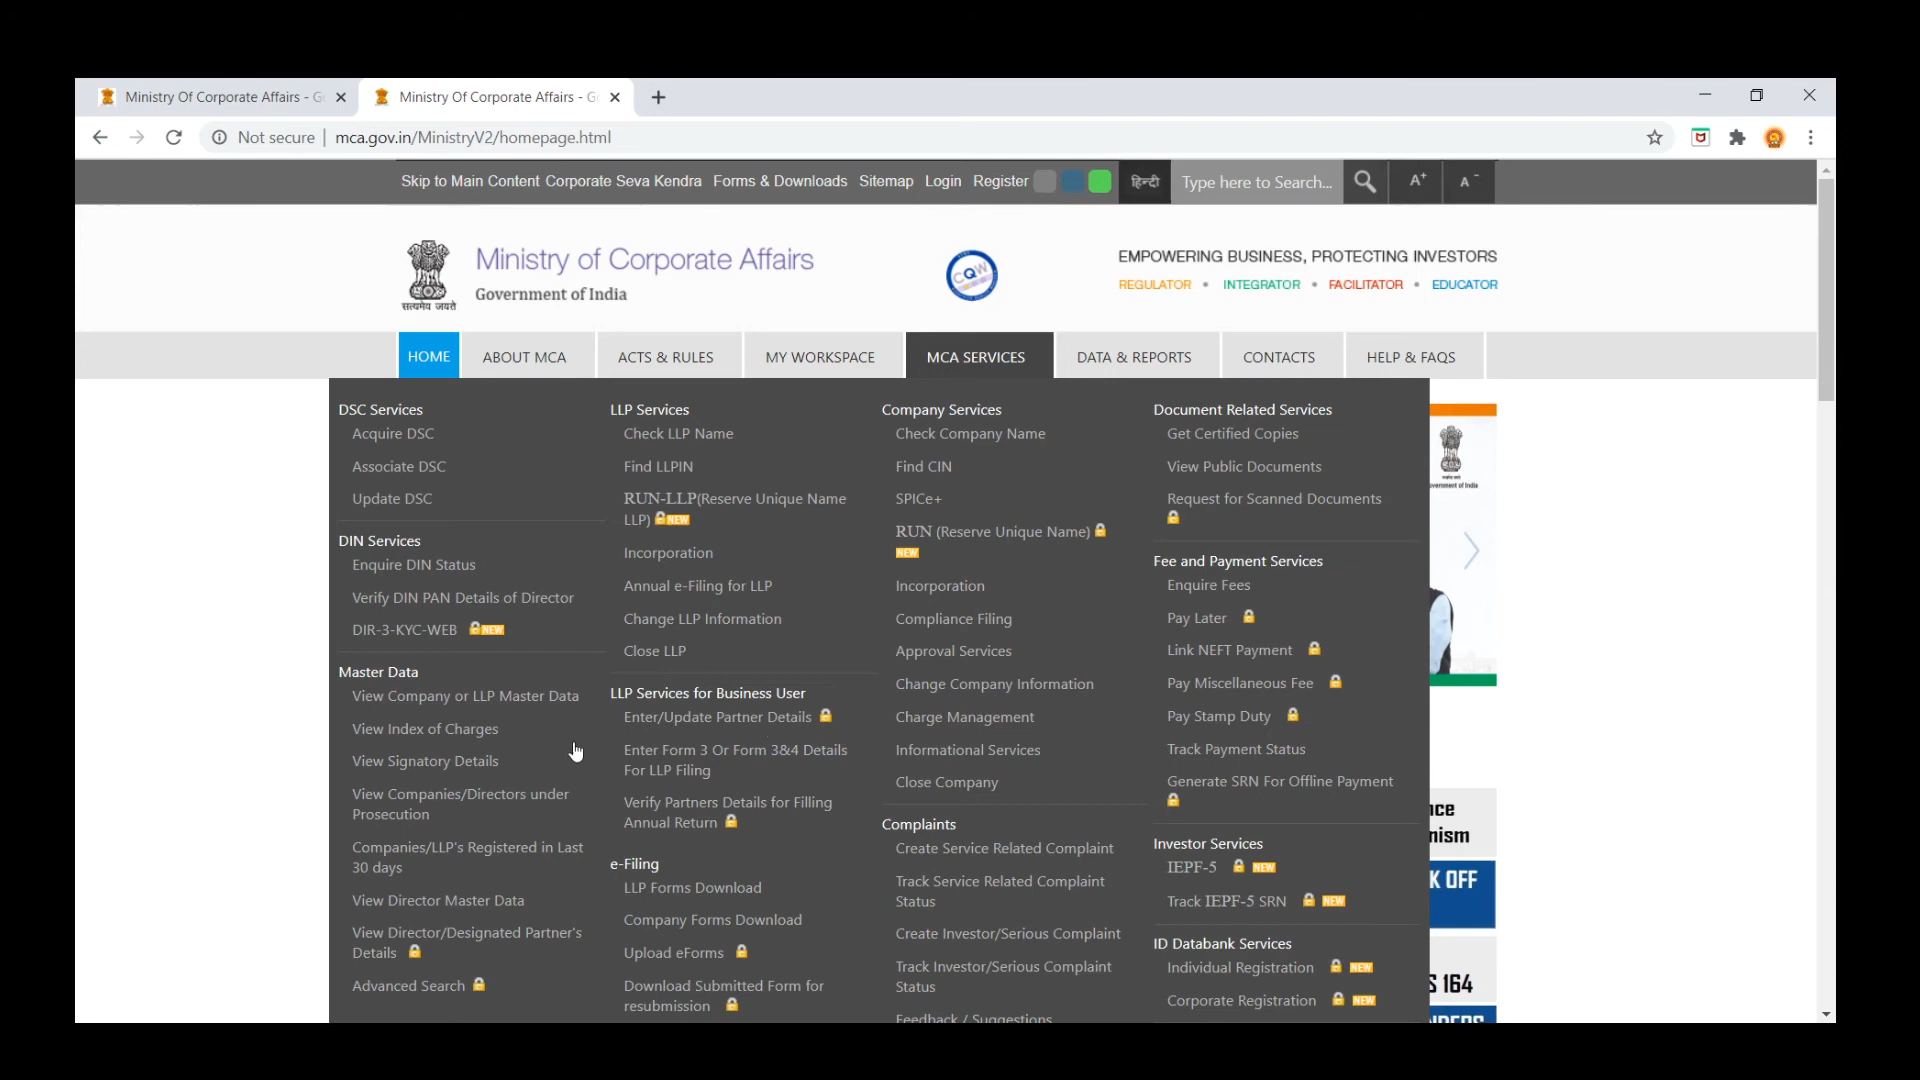 Ministry Of Corporate Affairs - G
Ministry Of Corporate Affairs - G
Not secure | mca.gov.in/MinistryV2/homepage.html
Skip to Main Content Corporate Seva Kendra Forms & Downloads Sitemap Login Register हिन्दी Type here to Search... A+ A-
सत्यमेव जयते
Ministry of Corporate Affairs
Government of India
CQW
EMPOWERING BUSINESS, PROTECTING INVESTORS
REGULATOR • INTEGRATOR • FACILITATOR • EDUCATOR
HOME ABOUT MCA ACTS & RULES MY WORKSPACE MCA SERVICES DATA & REPORTS CONTACTS HELP & FAQS
DSC Services
Acquire DSC
Associate DSC
Update DSC
DIN Services
Enquire DIN Status
Verify DIN PAN Details of Director
DIR-3-KYC-WEB NEW
Master Data
View Company or LLP Master Data
View Index of Charges
View Signatory Details
View Companies/Directors under
Prosecution
Companies/LLP's Registered in Last
30 days
View Director Master Data
View Director/Designated Partner's
Details
Advanced Search
LLP Services
Check LLP Name
Find LLPIN
RUN-LLP(Reserve Unique Name
LLP) NEW
Incorporation
Annual e-Filing for LLP
Change LLP Information
Close LLP
LLP Services for Business User
Enter/Update Partner Details
Enter Form 3 Or Form 3&4 Details
For LLP Filing
Verify Partners Details for Filling
Annual Return
e-Filing
LLP Forms Download
Company Forms Download
Upload eForms
Download Submitted Form for
resubmission
Company Services
Check Company Name
Find CIN
SPICe+
RUN (Reserve Unique Name)
NEW
Incorporation
Compliance Filing
Approval Services
Change Company Information
Charge Management
Informational Services
Close Company
Complaints
Create Service Related Complaint
Track Service Related Complaint
Status
Create Investor/Serious Complaint
Track Investor/Serious Complaint
Status
Feedback / Suggestions
Document Related Services
Get Certified Copies
View Public Documents
Request for Scanned Documents
Fee and Payment Services
Enquire Fees
Pay Later
Link NEFT Payment
Pay Miscellaneous Fee
Pay Stamp Duty
Track Payment Status
Generate SRN For Offline Payment
Investor Services
IEPF-5 NEW
Track IEPF-5 SRN NEW
ID Databank Services
Individual Registration NEW
Corporate Registration NEW
vernment of India
nce
nism
K OFF
S 164